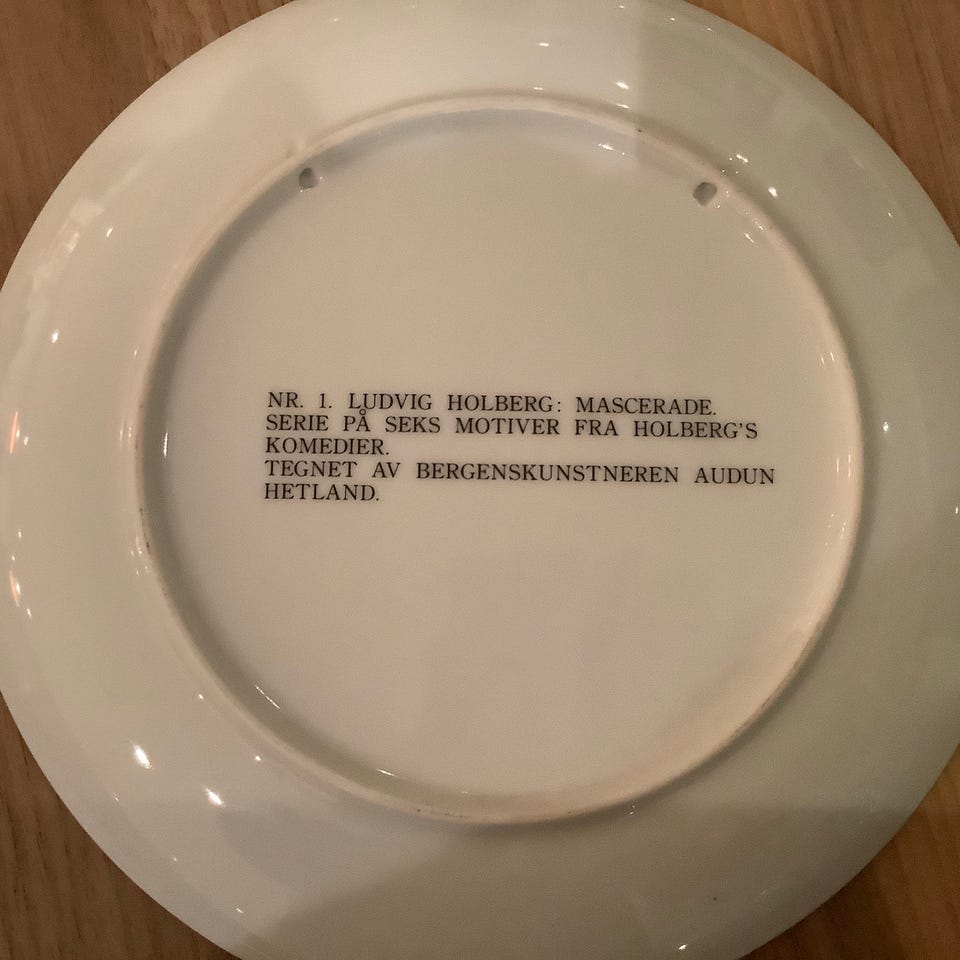 NR. 1. LUDVIG HOLBERG: MASCERADE.
SERIE PÅ SEKS MOTIVER FRA HOLBERG'S
KOMEDIER.
TEGNET AV BERGENSKUNSTNEREN AUDUN
HETLAND.